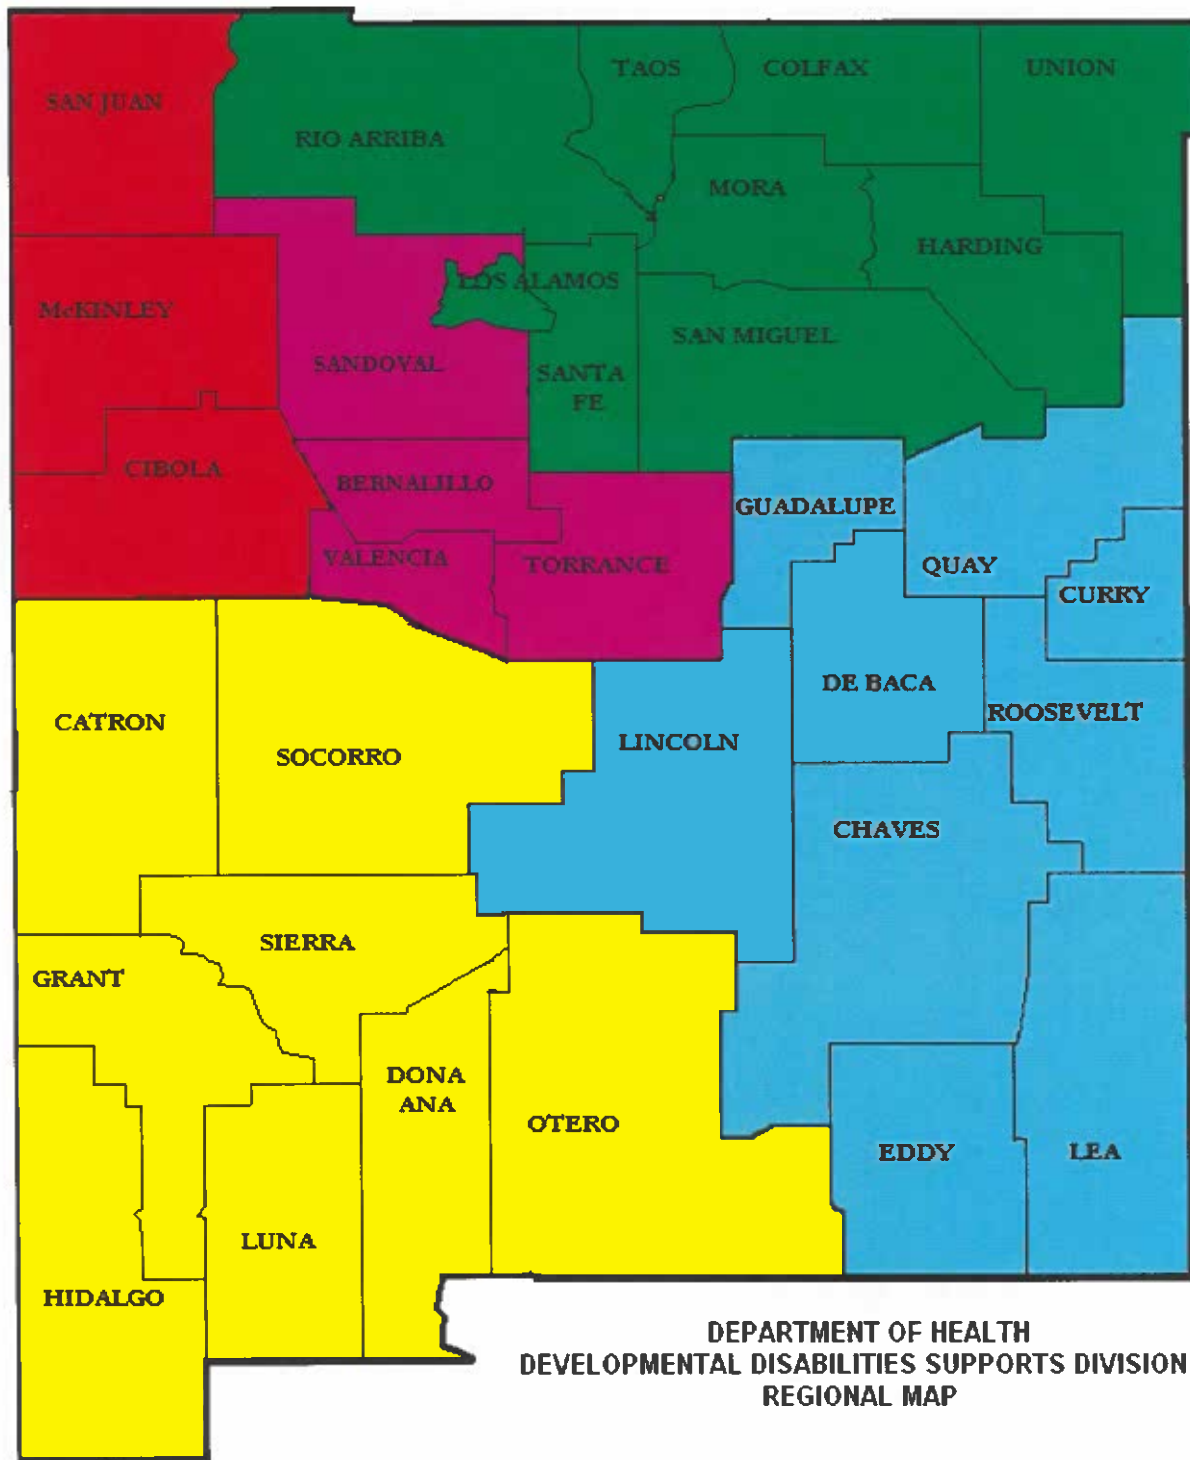 TAOS
COLFAX
UNION
SAN JUAN
RIO ARRIBA
MORA
HARDING
LOS ALAMOS
McKINLEY
SAN MIGUEL
SANDOVAL
SANTA
FE
CIBOLA
BERNALILLO
GUADALUPE
VALENCIA
TORRANCE
QUAY
CURRY
DE BACA
ROOSEVELT
CATRON
LINCOLN
SOCORRO
CHAVES
SIERRA
GRANT
DONA
ANA
OTERO
EDDY
LEA
LUNA
HIDALGO
DEPARTMENT OF HEALTH
DEVELOPMENTAL DISABILITIES SUPPORTS DIVISION
REGIONAL MAP